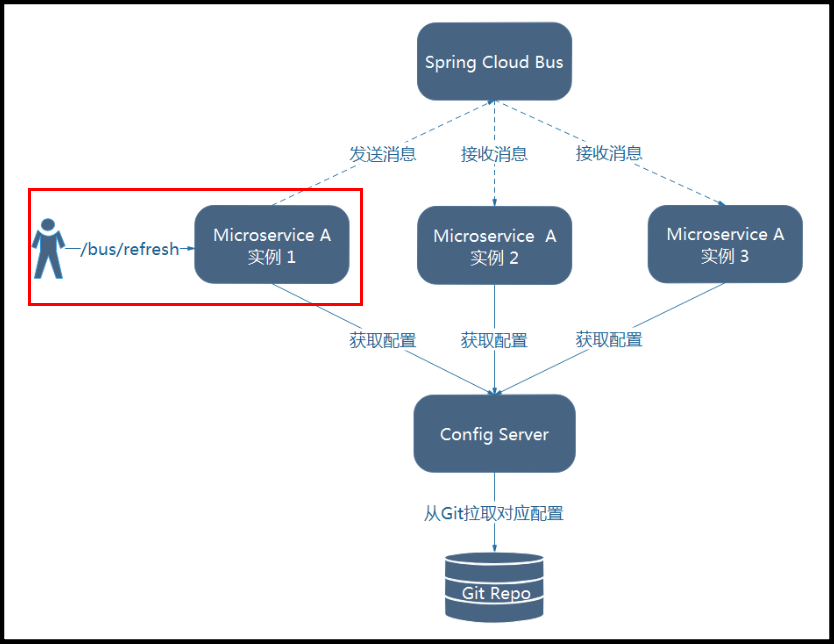 Spring Cloud Bus
发送消息
接收消息
接收消息
/bus/refresh
Microservice A
实例 1
Microservice A
实例 2
Microservice A
实例 3
获取配置
获取配置
获取配置
Config Server
从Git拉取对应配置
Git Repo